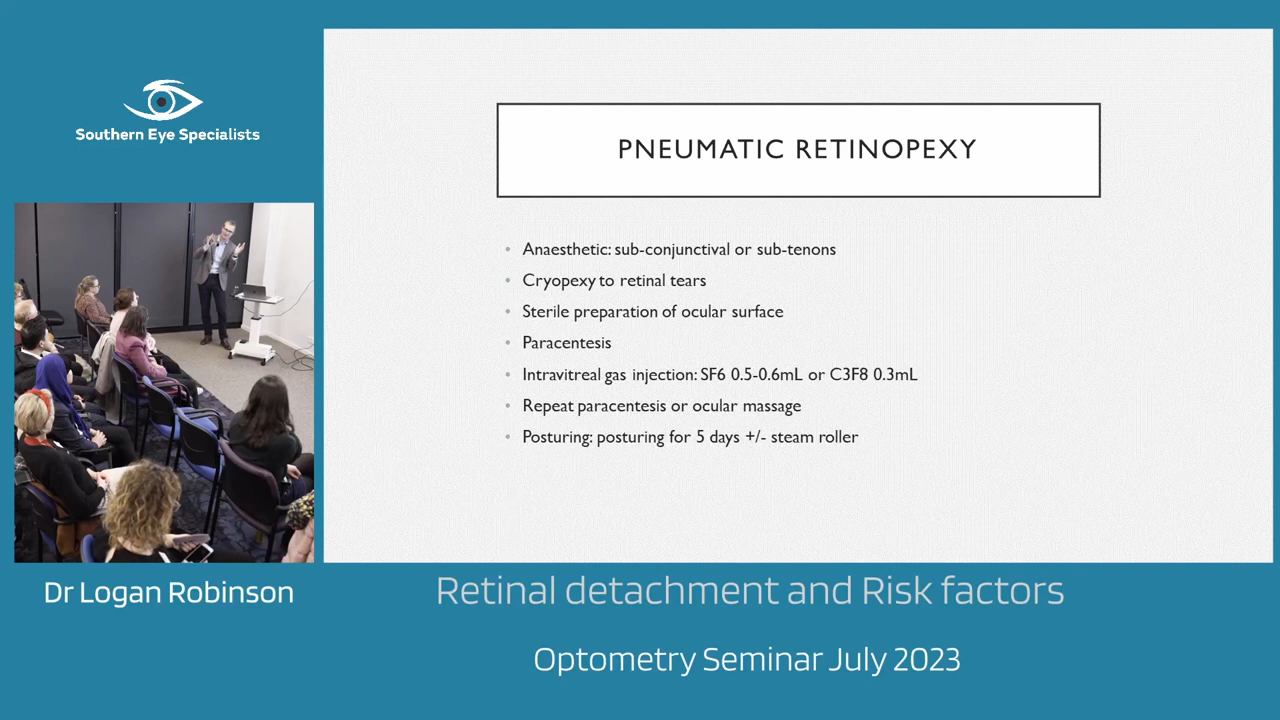 Southern Eye Specialists
PNEUMATIC RETINOPEXY
• Anaesthetic: sub-conjunctival or sub-tenons
• Cryopexy to retinal tears
• Sterile preparation of ocular surface
• Paracentesis
• Intravitreal gas injection: SF6 0.5-0.6mL or C3F8 0.3mL
• Repeat paracentesis or ocular massage
• Posturing: posturing for 5 days +/- steam roller
Dr Logan Robinson
Retinal detachment and Risk factors
Optometry Seminar July 2023